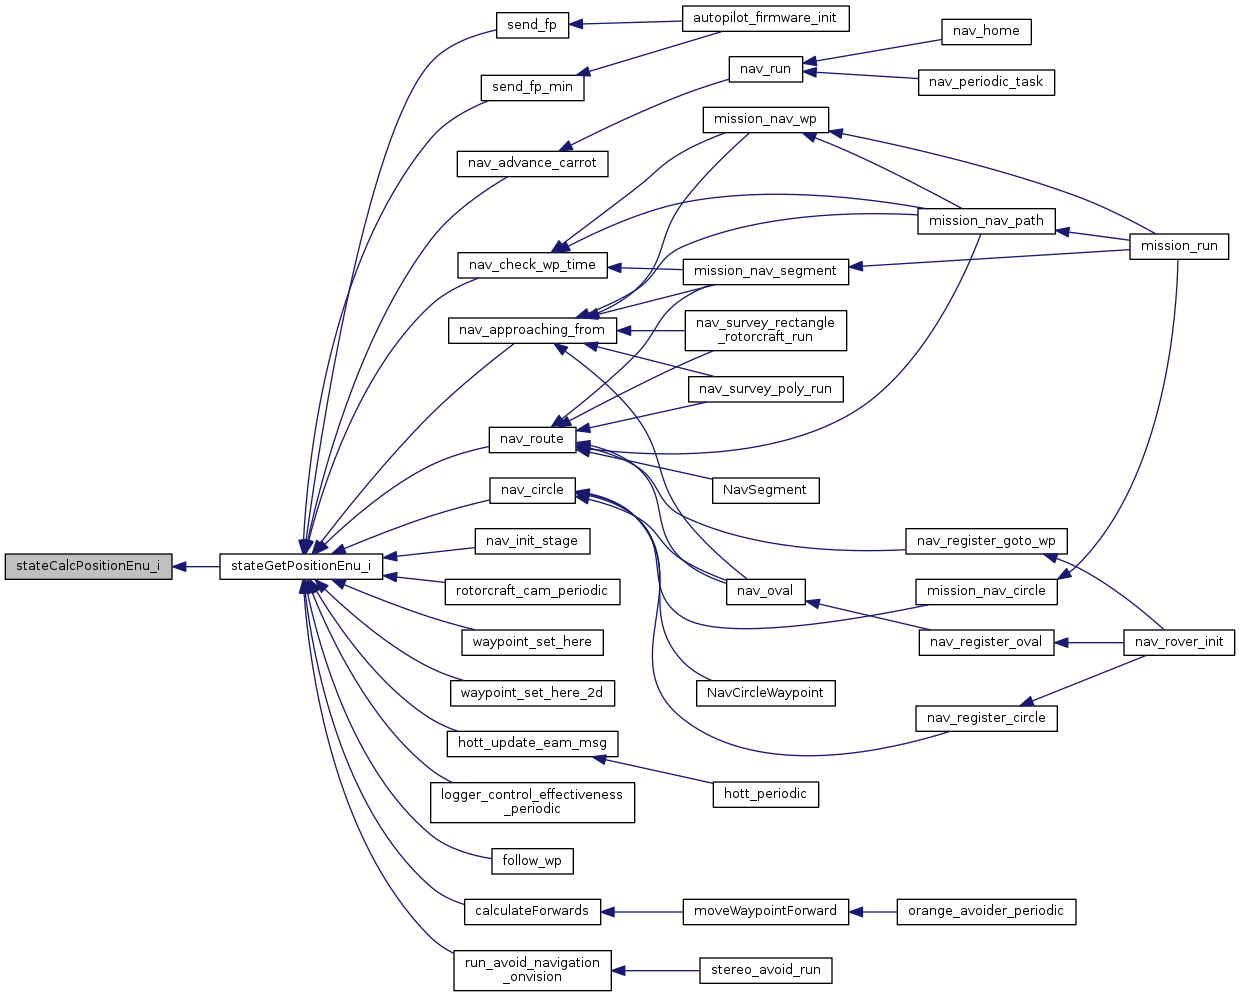 send_fp
autopilot_firmware_init
nav_home
nav_run
nav_periodic_task
send_fp_min
mission_nav_wp
nav_advance_carrot
mission_nav_path
mission_run
nav_check_wp_time
mission_nav_segment
nav_approaching_from
nav_survey_rectangle
_rotorcraft_run
nav_survey_poly_run
nav_route
nav_circle
NavSegment
nav_init_stage
nav_register_goto_wp
stateCalcPositionEnu_i
stateGetPositionEnu_i
rotorcraft_cam_periodic
nav_oval
mission_nav_circle
waypoint_set_here
nav_register_oval
nav_rover_init
waypoint_set_here_2d
NavCircleWaypoint
nav_register_circle
hott_update_eam_msg
logger_control_effectiveness
_periodic
hott_periodic
follow_wp
calculateForwards
moveWaypointForward
orange_avoider_periodic
run_avoid_navigation
_onvision
stereo_avoid_run